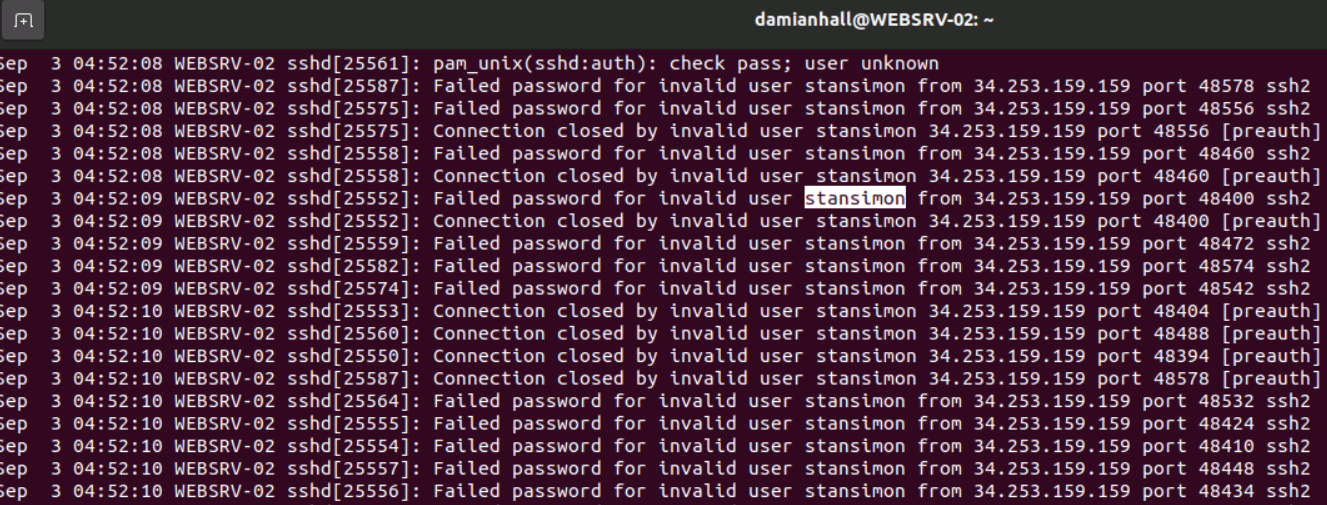 damianhall@WEBSRV-02: ~
Sep  3 04:52:08 WEBSRV-02 sshd[25561]: pam_unix(sshd:auth): check pass; user unknown
Sep  3 04:52:08 WEBSRV-02 sshd[25587]: Failed password for invalid user stansimon from 34.253.159.159 port 48578 ssh2
Sep  3 04:52:08 WEBSRV-02 sshd[25575]: Failed password for invalid user stansimon from 34.253.159.159 port 48556 ssh2
Sep  3 04:52:08 WEBSRV-02 sshd[25575]: Connection closed by invalid user stansimon 34.253.159.159 port 48556 [preauth]
Sep  3 04:52:08 WEBSRV-02 sshd[25558]: Failed password for invalid user stansimon from 34.253.159.159 port 48460 ssh2
Sep  3 04:52:08 WEBSRV-02 sshd[25558]: Connection closed by invalid user stansimon 34.253.159.159 port 48460 [preauth]
Sep  3 04:52:09 WEBSRV-02 sshd[25552]: Failed password for invalid user stansimon from 34.253.159.159 port 48400 ssh2
Sep  3 04:52:09 WEBSRV-02 sshd[25552]: Connection closed by invalid user stansimon 34.253.159.159 port 48400 [preauth]
Sep  3 04:52:09 WEBSRV-02 sshd[25559]: Failed password for invalid user stansimon from 34.253.159.159 port 48472 ssh2
Sep  3 04:52:09 WEBSRV-02 sshd[25582]: Failed password for invalid user stansimon from 34.253.159.159 port 48574 ssh2
Sep  3 04:52:09 WEBSRV-02 sshd[25574]: Failed password for invalid user stansimon from 34.253.159.159 port 48542 ssh2
Sep  3 04:52:10 WEBSRV-02 sshd[25553]: Connection closed by invalid user stansimon 34.253.159.159 port 48404 [preauth]
Sep  3 04:52:10 WEBSRV-02 sshd[25560]: Connection closed by invalid user stansimon 34.253.159.159 port 48488 [preauth]
Sep  3 04:52:10 WEBSRV-02 sshd[25550]: Connection closed by invalid user stansimon 34.253.159.159 port 48394 [preauth]
Sep  3 04:52:10 WEBSRV-02 sshd[25587]: Connection closed by invalid user stansimon 34.253.159.159 port 48578 [preauth]
Sep  3 04:52:10 WEBSRV-02 sshd[25564]: Failed password for invalid user stansimon from 34.253.159.159 port 48532 ssh2
Sep  3 04:52:10 WEBSRV-02 sshd[25555]: Failed password for invalid user stansimon from 34.253.159.159 port 48424 ssh2
Sep  3 04:52:10 WEBSRV-02 sshd[25554]: Failed password for invalid user stansimon from 34.253.159.159 port 48410 ssh2
Sep  3 04:52:10 WEBSRV-02 sshd[25557]: Failed password for invalid user stansimon from 34.253.159.159 port 48448 ssh2
Sep  3 04:52:10 WEBSRV-02 sshd[25556]: Failed password for invalid user stansimon from 34.253.159.159 port 48434 ssh2